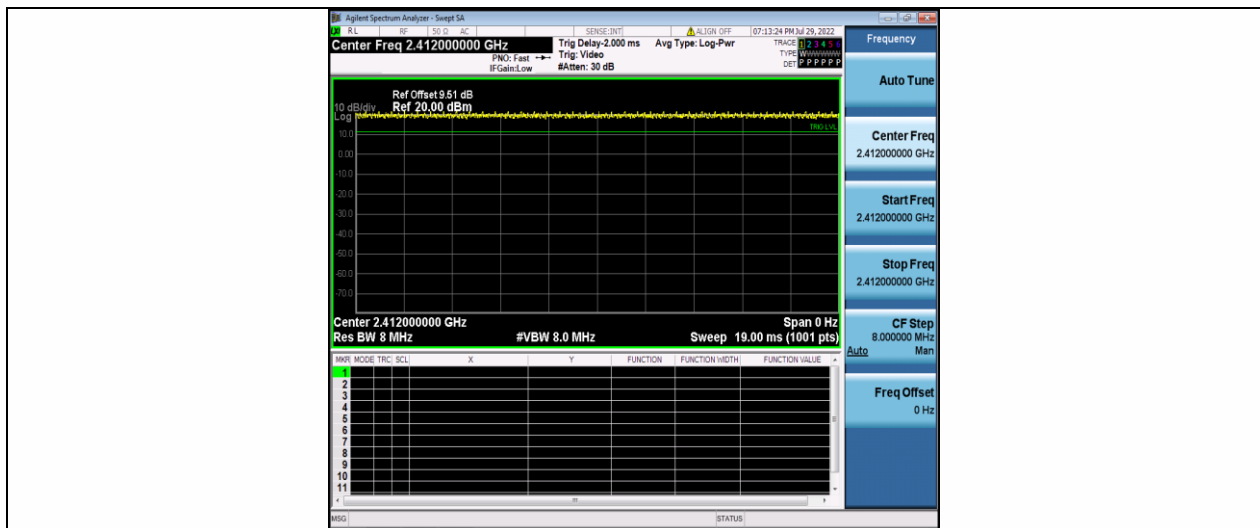 Agilent Spectrum Analyzer - Swept SA
RL RF 50 Ω AC SENSE:INT ALIGN OFF 07:13:24 PM Jul 29, 2022
Center Freq 2.412000000 GHz
PNO: Fast
IFGain:Low
Trig Delay-2.000 ms
Trig: Video
#Atten: 30 dB
Avg Type: Log-Pwr
TRACE 1 2 3 4 5 6
TYPE WWWWWW
DET P P P P P P
Ref Offset 9.51 dB
10 dB/div Ref 20.00 dBm
Log
TRIG LVL
10.0
0.00
-10.0
-20.0
-30.0
-40.0
-50.0
-60.0
-70.0
Center 2.412000000 GHz Span 0 Hz
Res BW 8 MHz #VBW 8.0 MHz Sweep 19.00 ms (1001 pts)
MKR MODE TRC SCL X Y FUNCTION FUNCTION WIDTH FUNCTION VALUE
1
2
3
4
5
6
7
8
9
10
11
MSG STATUS
Frequency
Auto Tune
Center Freq
2.412000000 GHz
Start Freq
2.412000000 GHz
Stop Freq
2.412000000 GHz
CF Step
8.000000 MHz
Auto Man
Freq Offset
0 Hz